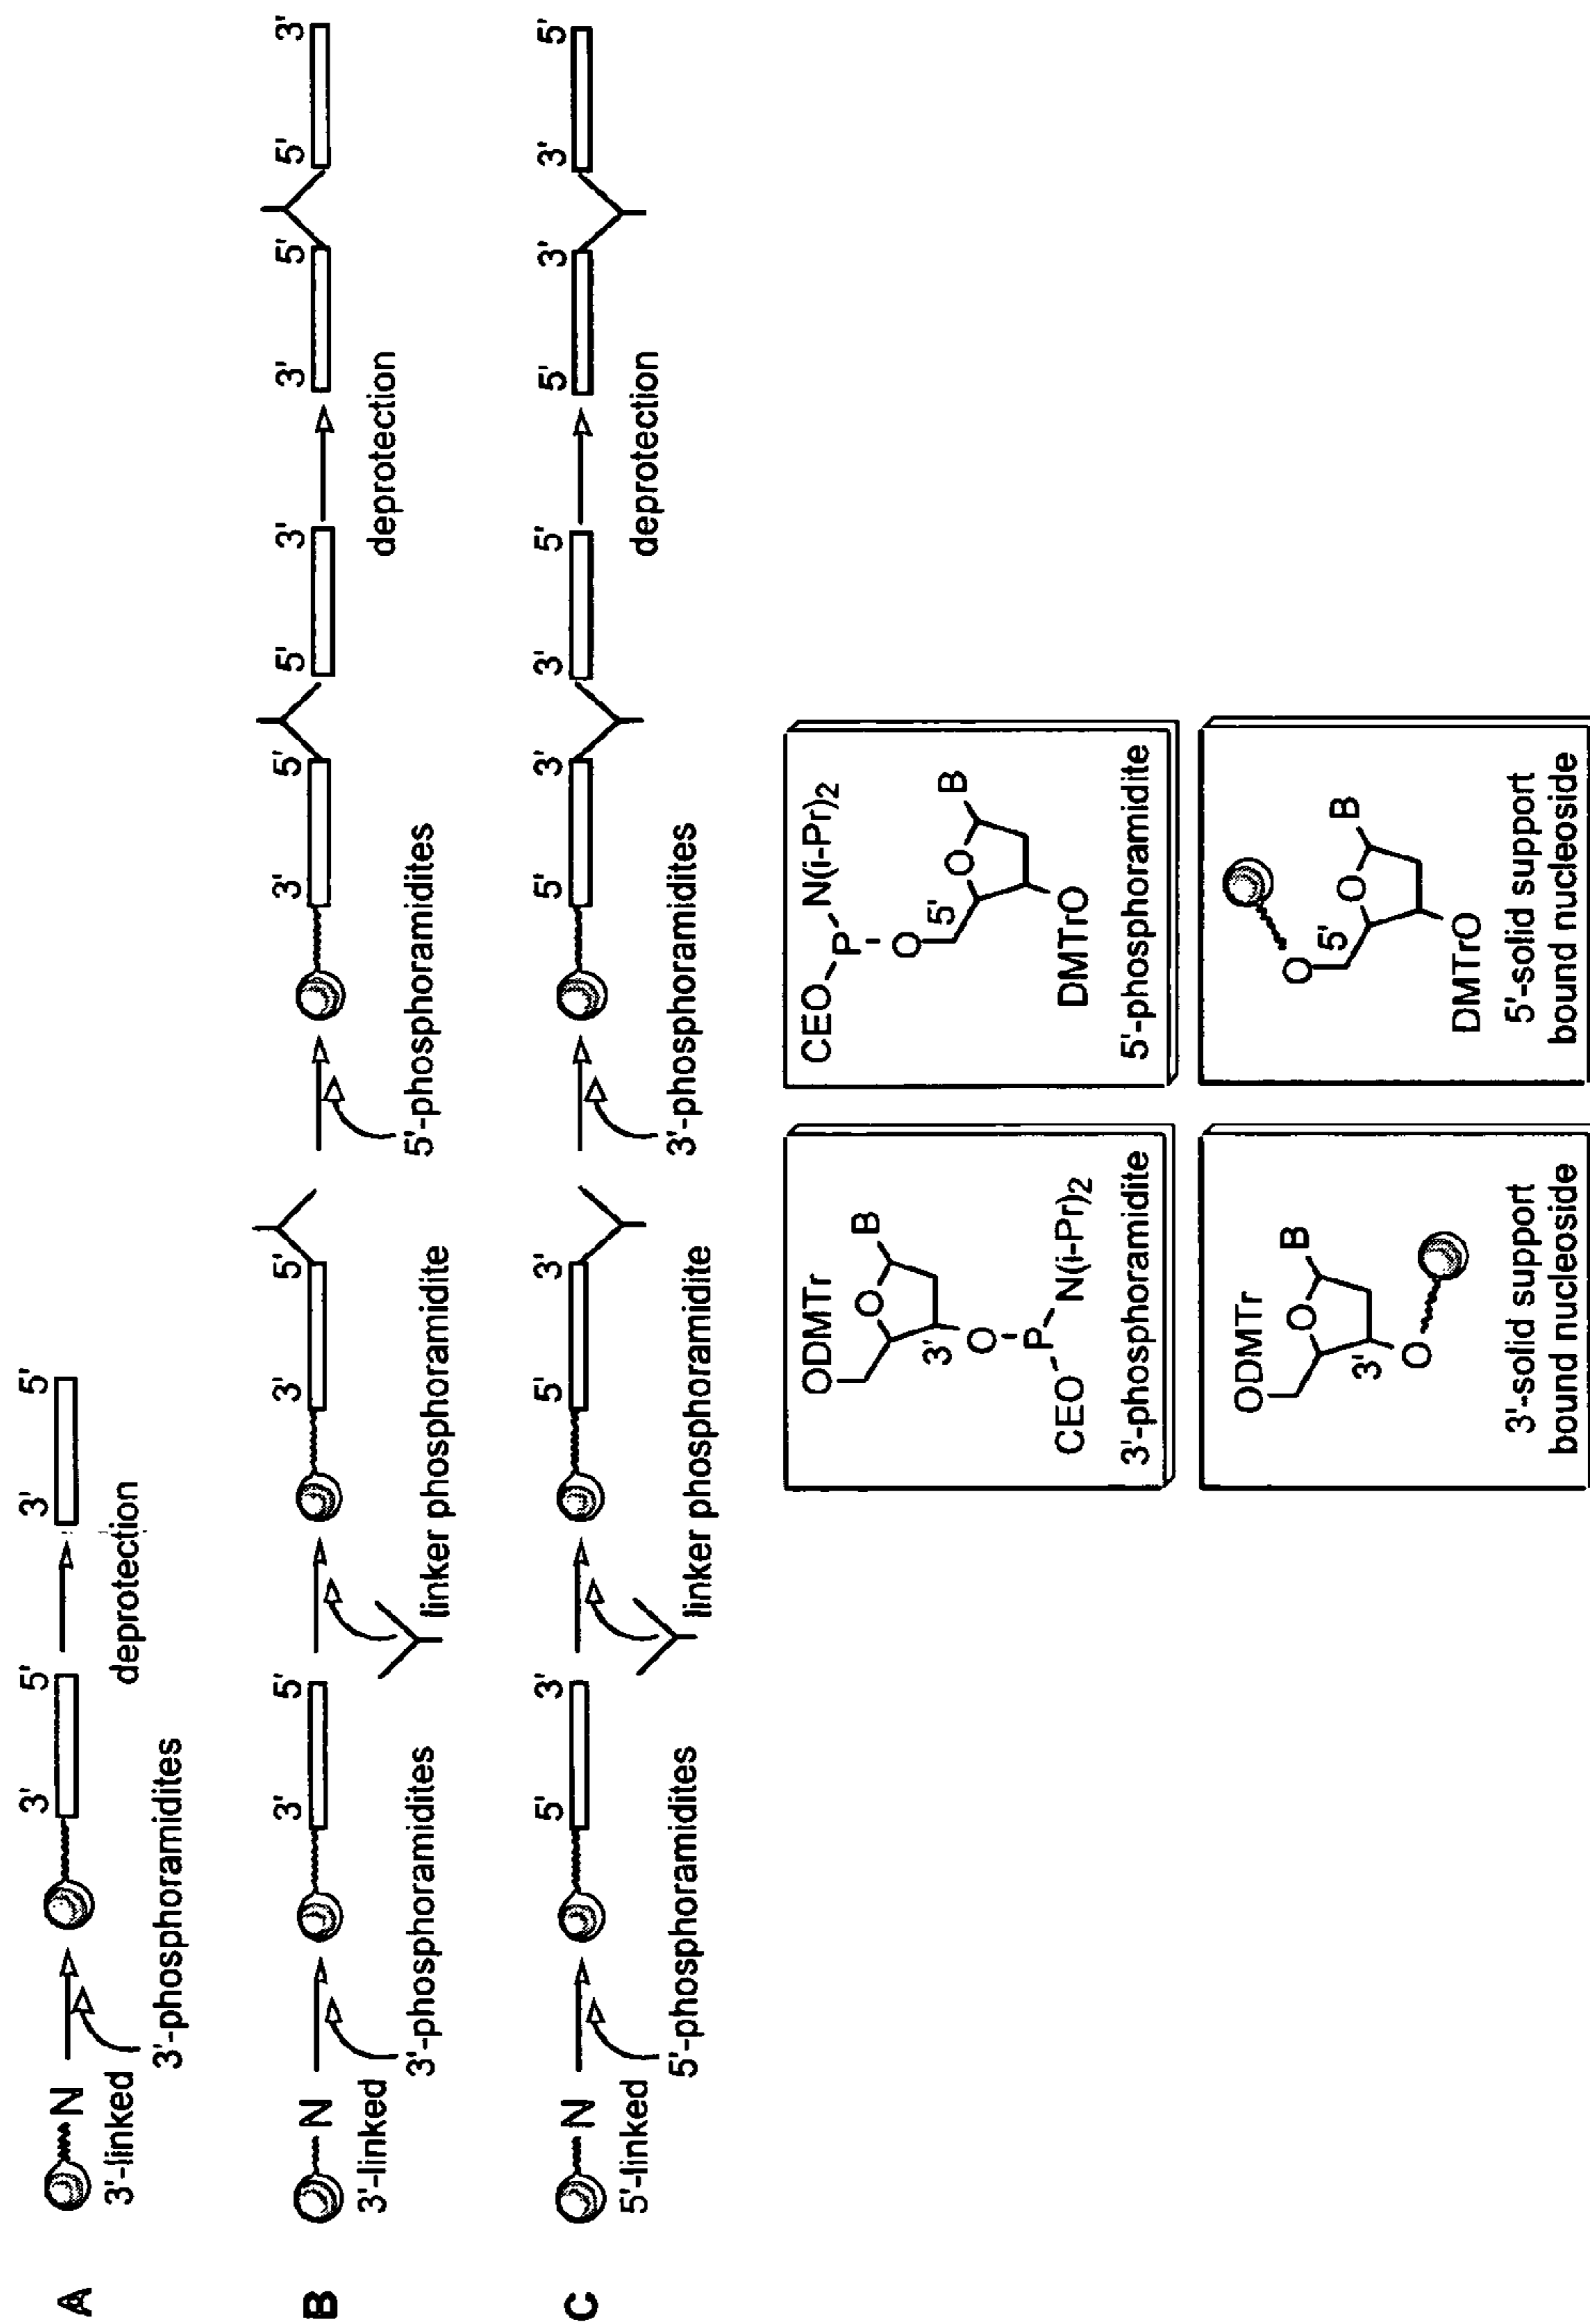 A
N
3'-linked
3'-phosphoramidites
3' 5'
deprotection
3' 5'
B
N
3'-linked
3'-phosphoramidites
3' 5'
linker phosphoramidite
3' 5'
5'-phosphoramidites
3' 5' 5' 3'
deprotection
3' 5' 5' 3'
C
N
5'-linked
5'-phosphoramidites
5' 3'
linker phosphoramidite
5' 3'
3'-phosphoramidites
5' 3' 3' 5'
deprotection
5' 3' 3' 5'
ODMTr
O
B
3'
O
P
CEO
N(i-Pr)2
3'-phosphoramidite
CEO
P
N(i-Pr)2
O
5'
O
B
DMTrO
5'-phosphoramidite
ODMTr
O
B
3'
O
3'-solid support
bound nucleoside
O
5'
O
B
DMTrO
5'-solid support
bound nucleoside